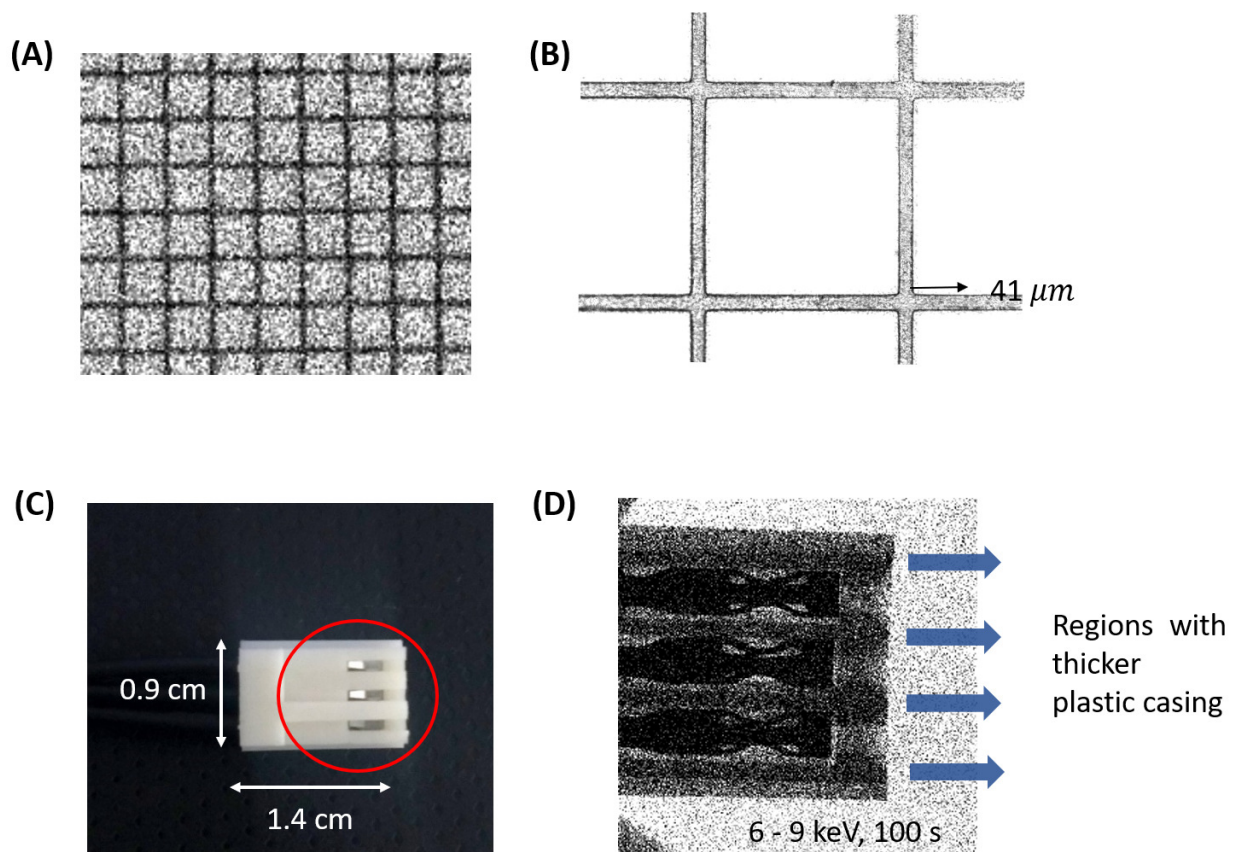 (A)
(B)
41 μm
(C)
0.9 cm
1.4 cm
(D)
6 - 9 keV, 100 s
Regions with
thicker
plastic casing